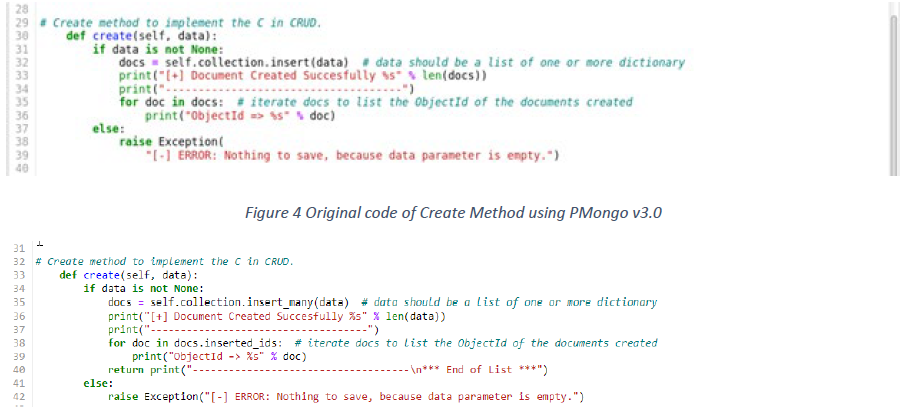 28
29 # Create method to implement the C in CRUD.
30     def create(self, data):
31         if data is not None:
32             docs = self.collection.insert(data)  # data should be a list of one or more dictionary
33             print("[+] Document Created Succesfully %s" % len(docs))
34             print("------------------------------------")
35             for doc in docs:  # iterate docs to list the ObjectId of the documents created
36                 print("ObjectId => %s" % doc)
37         else:
38             raise Exception(
39                 "[-] ERROR: Nothing to save, because data parameter is empty.")
40
Figure 4 Original code of Create Method using PMongo v3.0
31
32 # Create method to implement the C in CRUD.
33     def create(self, data):
34         if data is not None:
35             docs = self.collection.insert_many(data)  # data should be a list of one or more dictionary
36             print("[+] Document Created Succesfully %s" % len(data))
37             print("------------------------------------")
38             for doc in docs.inserted_ids:  # iterate docs to list the ObjectId of the documents created
39                 print("ObjectId -> %s" % doc)
40             return print("------------------------------------\n*** End of List ***")
41         else:
42             raise Exception("[-] ERROR: Nothing to save, because data parameter is empty.")